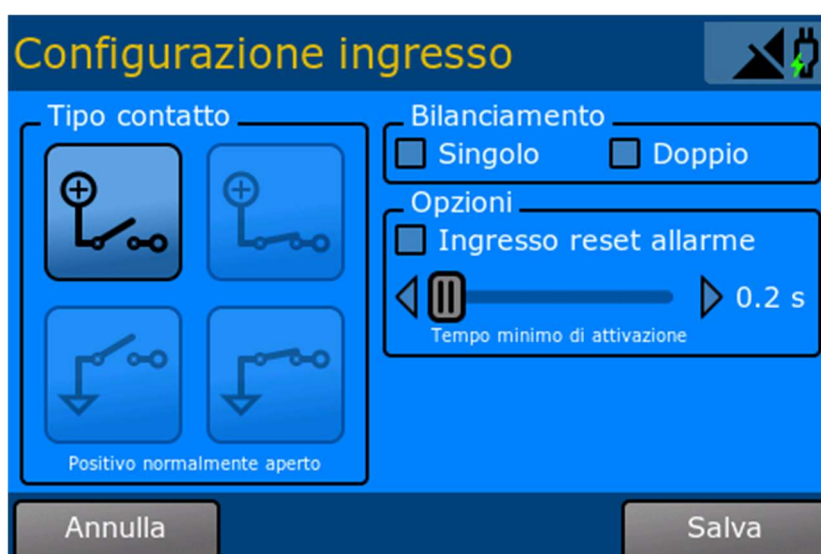 Configurazione ingresso
Tipo contatto
Positivo normalmente aperto
Bilanciamento
Singolo Doppio
Opzioni
Ingresso reset allarme
0.2 s
Tempo minimo di attivazione
Annulla Salva